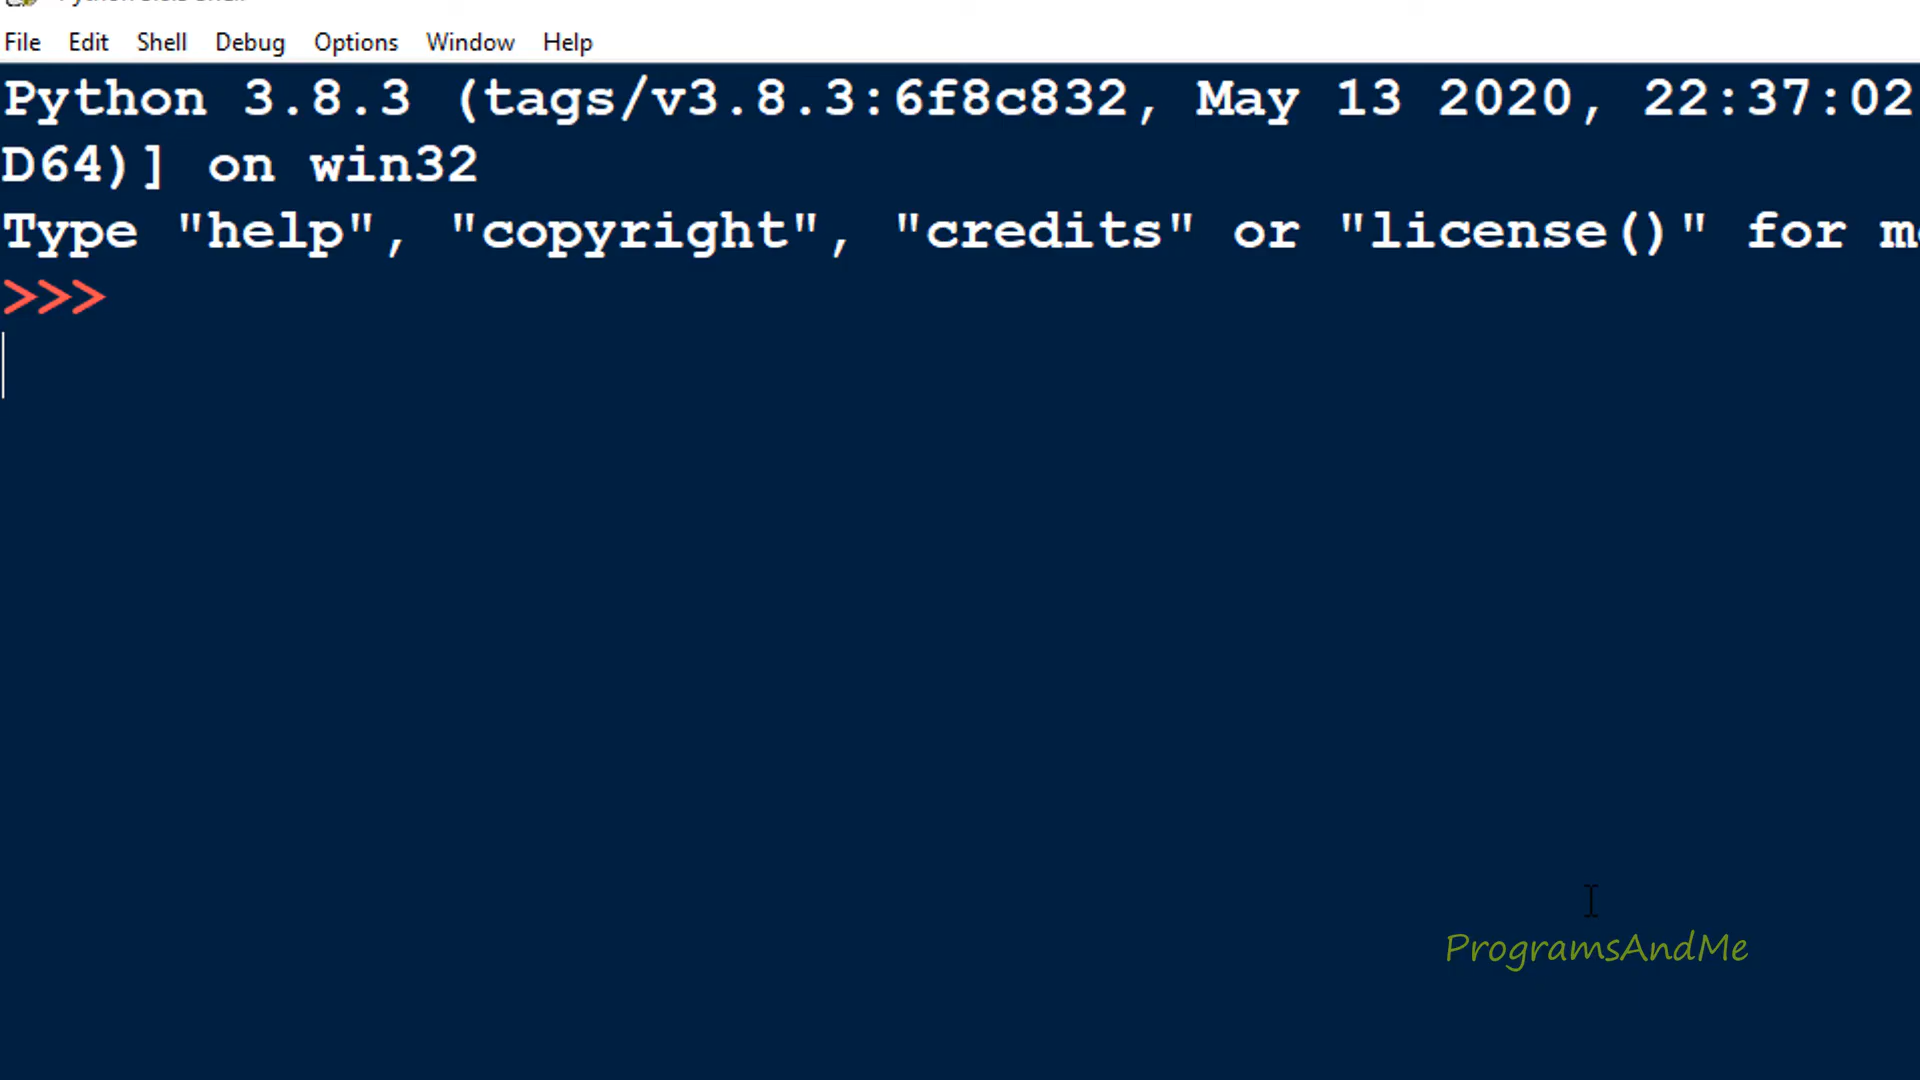 File Edit Shell Debug Options Window Help
Python 3.8.3 (tags/v3.8.3:6f8c832, May 13 2020, 22:37:02
D64)] on win32
Type "help", "copyright", "credits" or "license()" for
>>>
ProgramsAndMe